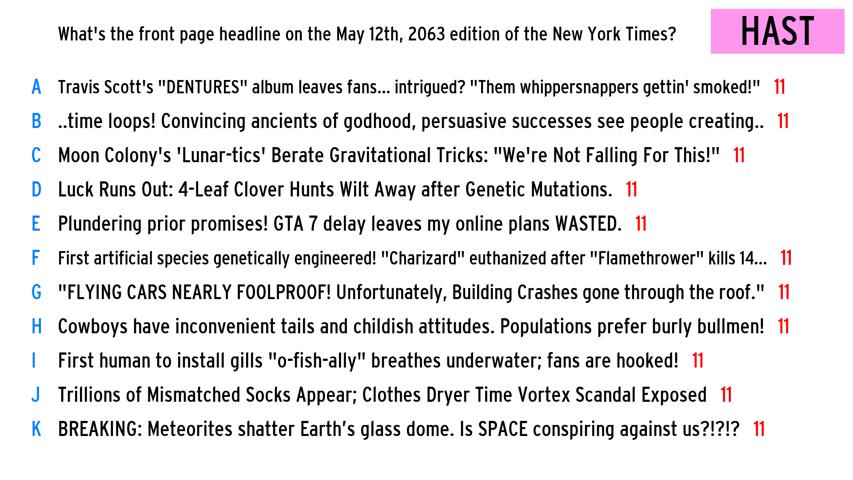 What's the front page headline on the May 12th, 2063 edition of the New York Times?
HAST
A Travis Scott's "DENTURES" album leaves fans... intrigued? "Them whippersnappers gettin' smoked!" 11
B ..time loops! Convincing ancients of godhood, persuasive successes see people creating.. 11
C Moon Colony's 'Lunar-tics' Berate Gravitational Tricks: "We're Not Falling For This!" 11
D Luck Runs Out: 4-Leaf Clover Hunts Wilt Away after Genetic Mutations. 11
E Plundering prior promises! GTA 7 delay leaves my online plans WASTED. 11
F First artificial species genetically engineered! "Charizard" euthanized after "Flamethrower" kills 14... 11
G "FLYING CARS NEARLY FOOLPROOF! Unfortunately, Building Crashes gone through the roof." 11
H Cowboys have inconvenient tails and childish attitudes. Populations prefer burly bullmen! 11
I First human to install gills "o-fish-ally" breathes underwater; fans are hooked! 11
J Trillions of Mismatched Socks Appear; Clothes Dryer Time Vortex Scandal Exposed 11
K BREAKING: Meteorites shatter Earth's glass dome. Is SPACE conspiring against us?!?!? 11